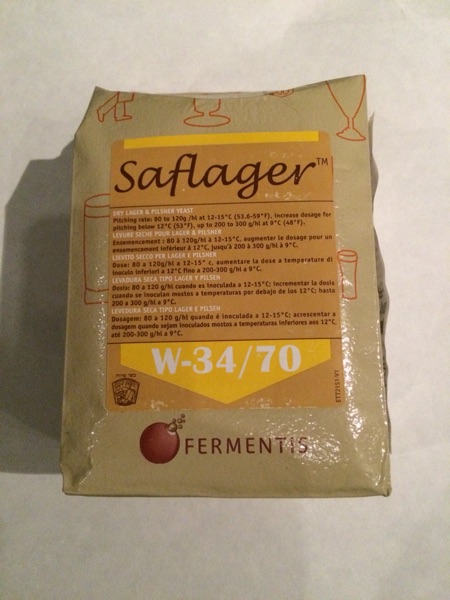 Saflager™
DRY LAGER & PILSNER YEAST
Pitching rate: 80 to 120g /hl at 12-15°C (53.6-59°F), increase dosage for
pitching below 12°C (53°F), up to 200 to 300 g/hl at 9°C (48°F).
LEVURE SECHE POUR LAGER & PILSNER
Ensemencement : 80 à 120g/hl à 12-15°C, augmenter le dosage pour un
ensemencement inférieur à 12°C, jusqu'à 200 à 300 g/hl à 9°C.
LIEVITO SECCO PER LAGER E PILSNER
Dose: 80 a 120g/hl a 12-15° c, aumentare la dose a temperature di
inoculo inferiori a 12°C fino a 200-300 g/hl a 9°C.
LEVADURA SECA TIPO LAGER Y PILSEN
Dosis: 80 a 120 g/hl cuando es inoculada a 12-15°C; incrementar la dosis
cuando se inoculan mostos a temperaturas por debajo de los 12°C; hasta
200 a 300 g/hl a 9°C.
LEVEDURA SECA TIPO LAGER E PILSEN
Dosagem: 80 a 120 g/hl quando é inoculada a 12-15°C; acrescentar a
dosagem quando sejam inoculados mostos a temperaturas inferiores aos 12°C,
até 200-300 g/hl a 9°C.
W-34/70
FERMENTIS